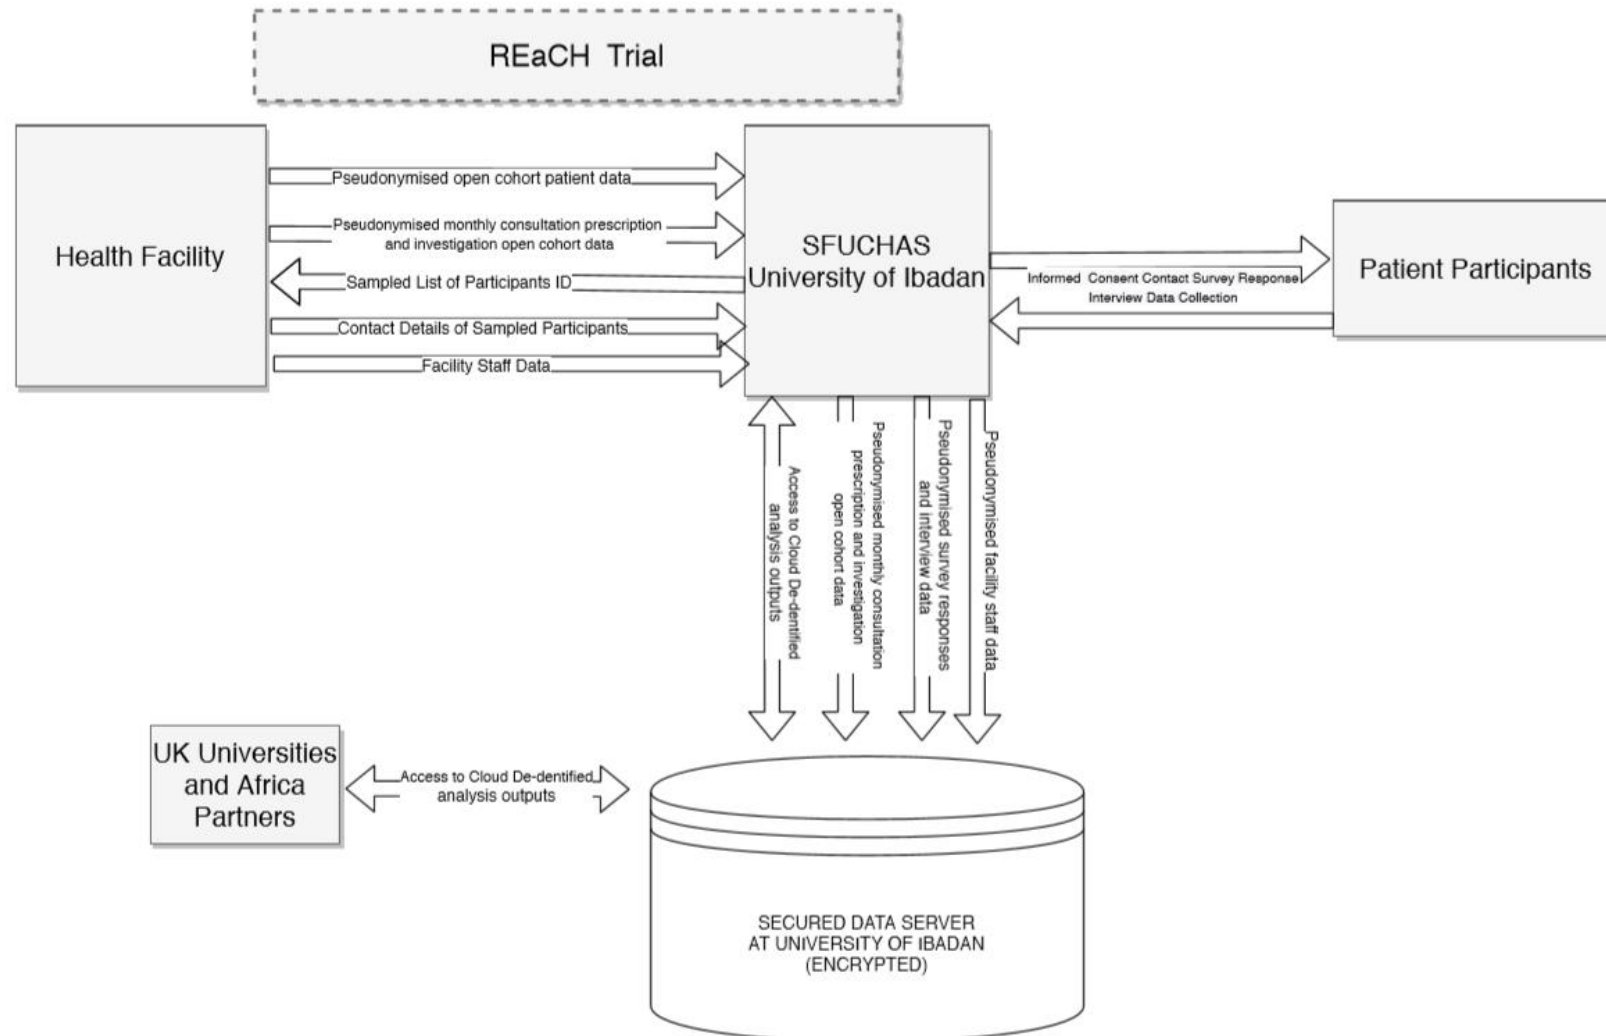 REaCH Trial
Health Facility
Pseudonymised open cohort patient data
Pseudonymised monthly consultation prescription
and investigation open cohort data
Sampled List of Participants ID
Contact Details of Sampled Participants
Facility Staff Data
SFUCHAS
University of Ibadan
Informed Consent Contact Survey Response
Interview Data Collection
Patient Participants
Access to Cloud De-dentified
analysis outputs
Pseudonymised monthly consultation
prescription and investigation
open cohort data
Pseudonymised survey responses
and interview data
Pseudonymised facility staff data
UK Universities
and Africa
Partners
Access to Cloud De-dentified
analysis outputs
SECURED DATA SERVER
AT UNIVERSITY OF IBADAN
(ENCRYPTED)